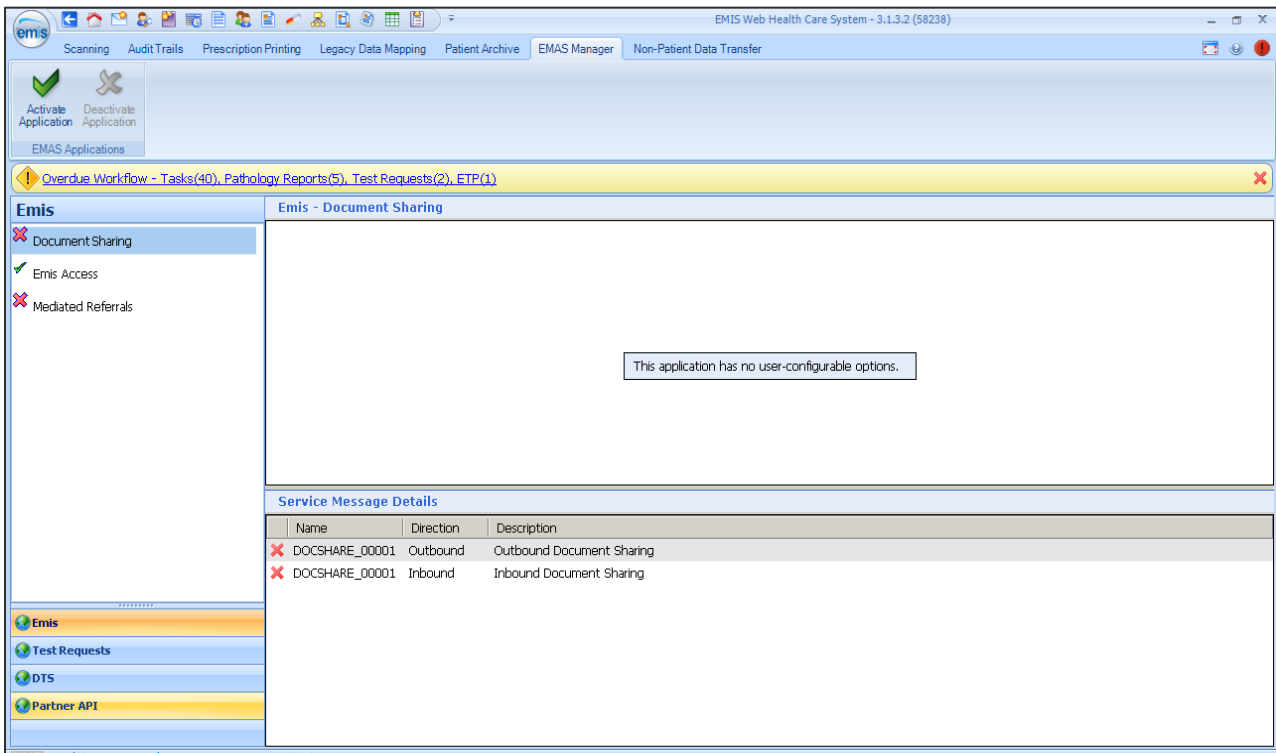 emis
EMIS Web Health Care System - 3.1.3.2 (58238)
Scanning Audit Trails Prescription Printing Legacy Data Mapping Patient Archive EMAS Manager Non-Patient Data Transfer
Activate Application
Deactivate Application
EMAS Applications
Overdue Workflow - Tasks(40), Pathology Reports(5), Test Requests(2), ETP(1)
Emis
Document Sharing
Emis Access
Mediated Referrals
Emis - Document Sharing
This application has no user-configurable options.
Service Message Details
Name Direction Description
DOCSHARE_00001 Outbound Outbound Document Sharing
DOCSHARE_00001 Inbound Inbound Document Sharing
Emis
Test Requests
DTS
Partner API